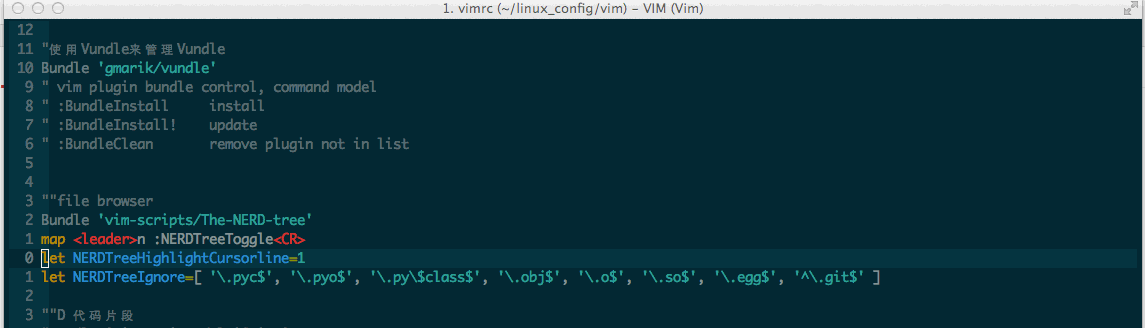 1. vimrc (~/linux_config/vim) – VIM (Vim)
12
11 "使用Vundle来管理Vundle
10 Bundle 'gmarik/vundle'
9 " vim plugin bundle control, command model
8 " :BundleInstall     install
7 " :BundleInstall!    update
6 " :BundleClean       remove plugin not in list
5
4
3 ""file browser
2 Bundle 'vim-scripts/The-NERD-tree'
1 map <leader>n :NERDTreeToggle<CR>
0 let NERDTreeHighlightCursorline=1
1 let NERDTreeIgnore=[ '\.pyc$', '\.pyo$', '\.py\$class$', '\.obj$', '\.o$', '\.so$', '\.egg$', '^\.git$' ]
2
3 ""D 代码片段